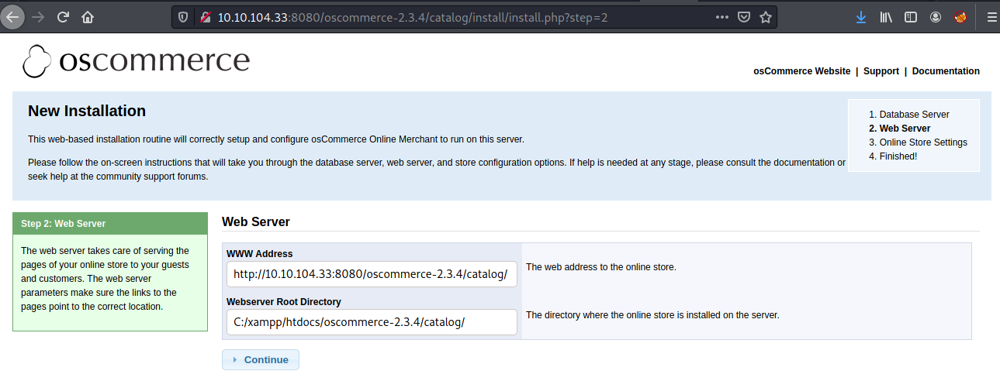 10.10.104.33:8080/oscommerce-2.3.4/catalog/install/install.php?step=2
oscommerce
osCommerce Website | Support | Documentation
New Installation
This web-based installation routine will correctly setup and configure osCommerce Online Merchant to run on this server.
Please follow the on-screen instructions that will take you through the database server, web server, and store configuration options. If help is needed at any stage, please consult the documentation or
seek help at the community support forums.
1. Database Server
2. Web Server
3. Online Store Settings
4. Finished!
Step 2: Web Server
The web server takes care of serving the
pages of your online store to your guests
and customers. The web server
parameters make sure the links to the
pages point to the correct location.
Web Server
WWW Address
http://10.10.104.33:8080/oscommerce-2.3.4/catalog/
The web address to the online store.
Webserver Root Directory
C:/xampp/htdocs/oscommerce-2.3.4/catalog/
The directory where the online store is installed on the server.
Continue